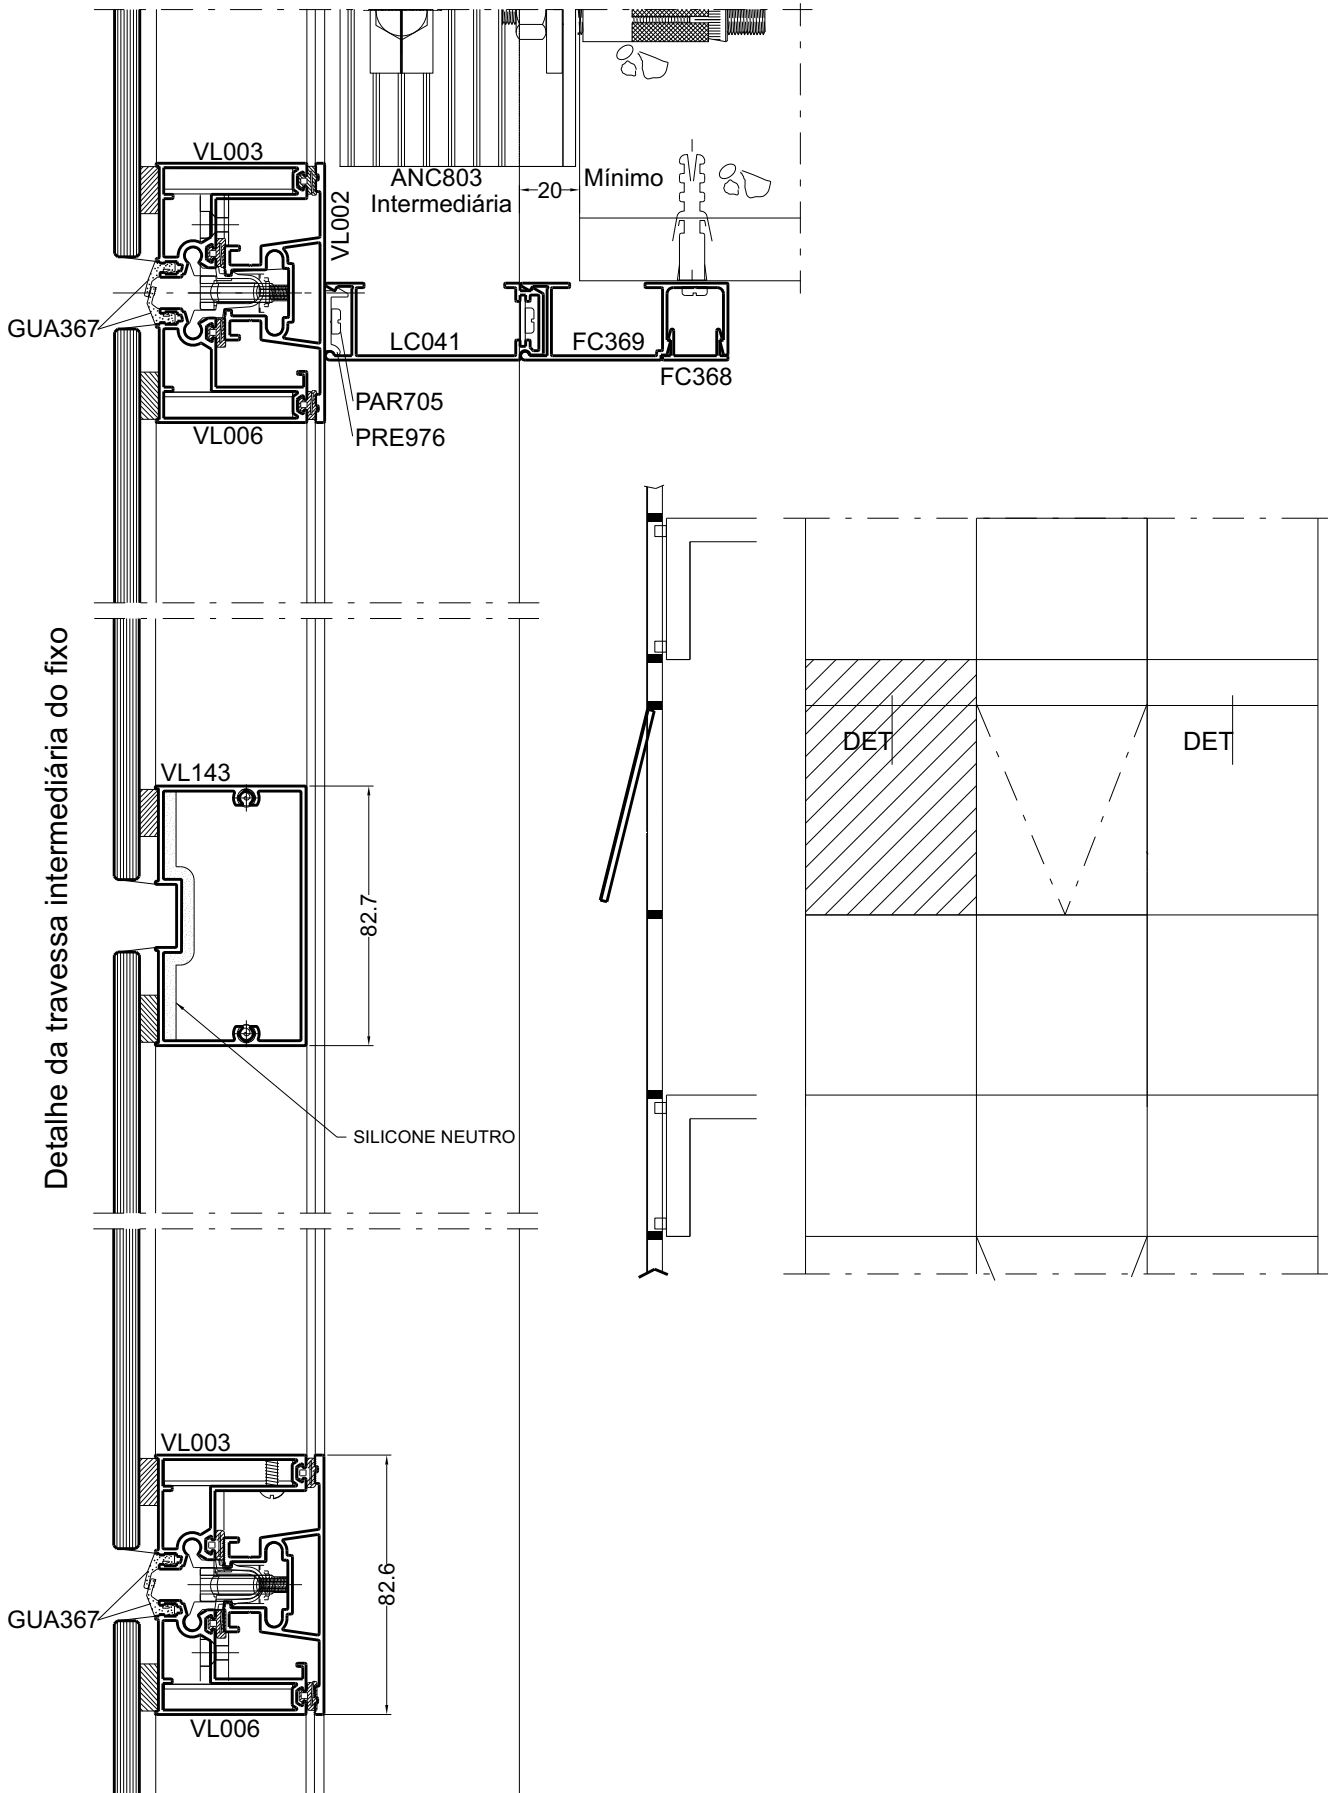 VL003
ANC803
Intermediária
20
Mínimo
VL002
GUA367
LC041
FC369
FC368
PAR705
PRE976
VL006
Detalhe da travessa intermediária do fixo
VL143
82.7
SILICONE NEUTRO
DET
DET
VL003
82.6
GUA367
VL006